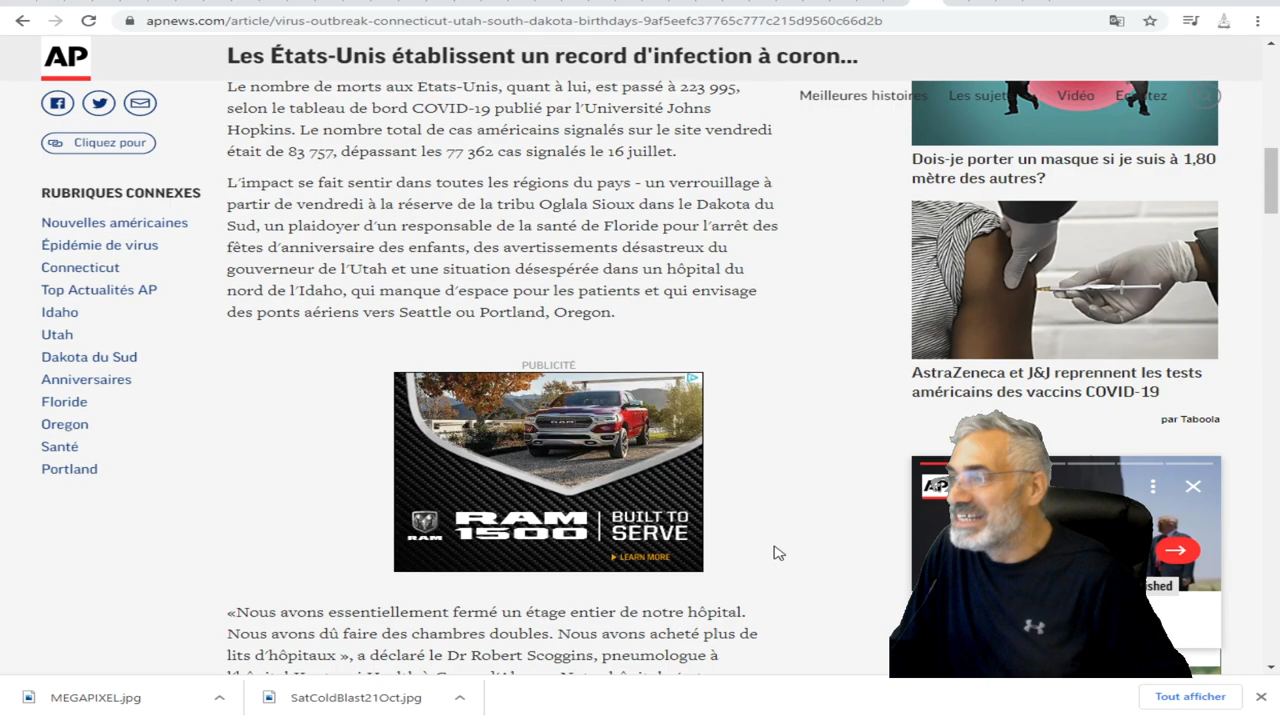 apnews.com/article/virus-outbreak-connecticut-utah-south-dakota-birthdays-9af5eefc37765c777c215d9560c66d2b
AP
Les États-Unis établissent un record d'infection à coron...
Meilleures histoires
Les sujets
Vidéo
Cliquez pour
RUBRIQUES CONNEXES
Nouvelles américaines
Épidémie de virus
Connecticut
Top Actualités AP
Idaho
Utah
Dakota du Sud
Anniversaires
Floride
Oregon
Santé
Portland
Le nombre de morts aux États-Unis, quant à lui, est passé à 223 995,
selon le tableau de bord COVID-19 publié par l'Université Johns
Hopkins. Le nombre total de cas américains signalés sur le site vendredi
était de 83 757, dépassant les 77 362 cas signalés le 16 juillet.
L'impact se fait sentir dans toutes les régions du pays - un verrouillage à
partir de vendredi à la réserve de la tribu Oglala Sioux dans le Dakota du
Sud, un plaidoyer d'un responsable de la santé de Floride pour l'arrêt des
fêtes d'anniversaire des enfants, des avertissements désastreux du
gouverneur de l'Utah et une situation désespérée dans un hôpital du
nord de l'Idaho, qui manque d'espace pour les patients et qui envisage
des ponts aériens vers Seattle ou Portland, Oregon.
PUBLICITÉ
RAM
RAM
1500
BUILT TO
SERVE
LEARN MORE
«Nous avons essentiellement fermé un étage entier de notre hôpital.
Nous avons dû faire des chambres doubles. Nous avons acheté plus de
lits d'hôpitaux », a déclaré le Dr Robert Scoggins, pneumologue à
Dois-je porter un masque si je suis à 1,80
mètre des autres?
AstraZeneca et J&J reprennent les tests
américains des vaccins COVID-19
par Taboola
AP
shed
MEGAPIXEL.jpg
SatColdBlast21Oct.jpg
Tout afficher